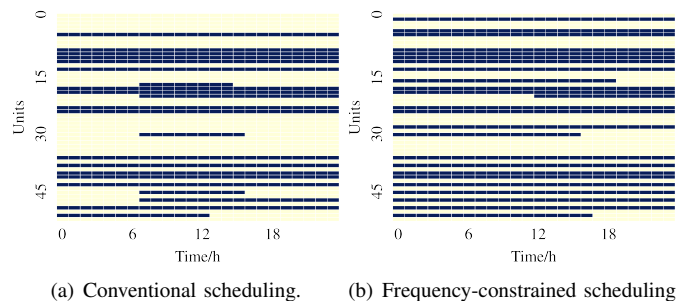 0
15
30
45
Units
0 6 12 18
Time/h
(a) Conventional scheduling.
0
15
30
45
Units
0 6 12 18
Time/h
(b) Frequency-constrained scheduling